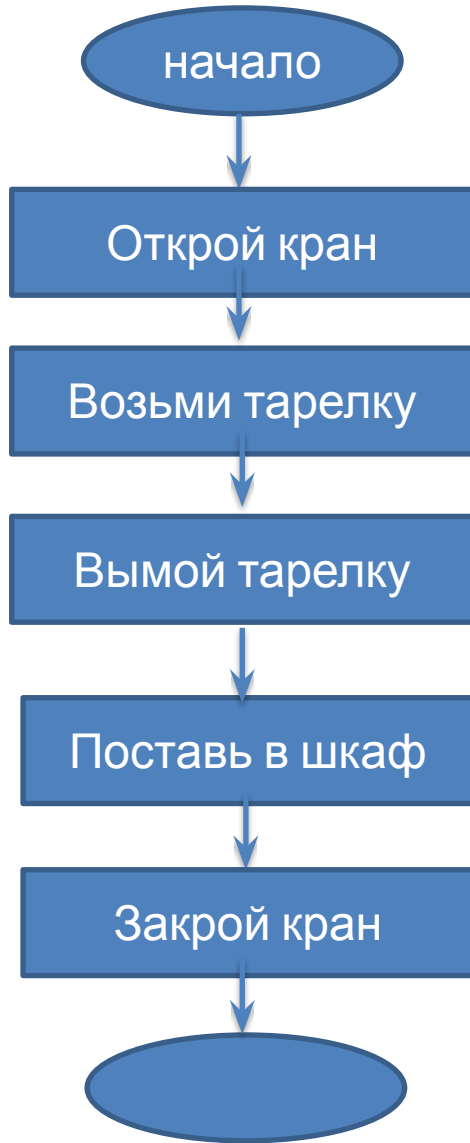 начало
Открой кран
Возьми тарелку
Вымой тарелку
Поставь в шкаф
Закрой кран